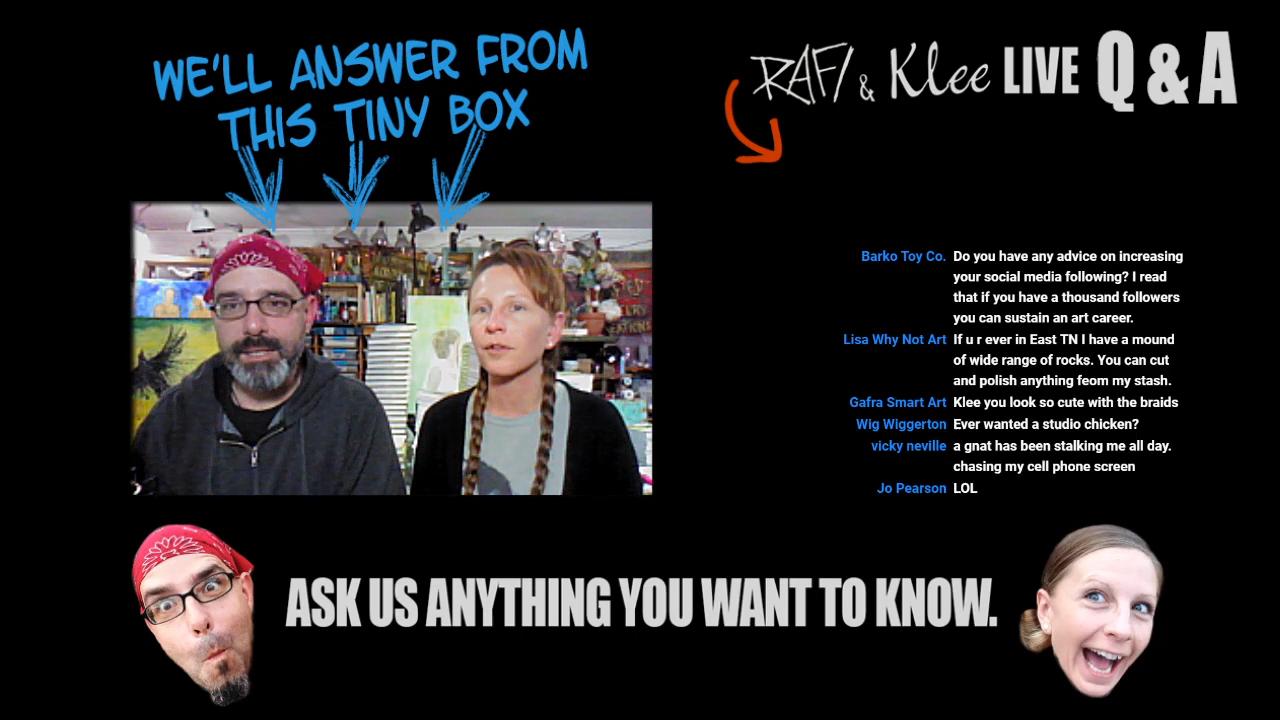 WE'LL ANSWER FROM
THIS TINY BOX
RAFI & Klee LIVE Q & A
Barko Toy Co. Do you have any advice on increasing
your social media following? I read
that if you have a thousand followers
you can sustain an art career.
Lisa Why Not Art If u r ever in East TN I have a mound
of wide range of rocks. You can cut
and polish anything feom my stash.
Gafra Smart Art Klee you look so cute with the braids
Wig Wiggerton Ever wanted a studio chicken?
vicky neville a gnat has been stalking me all day.
chasing my cell phone screen
Jo Pearson LOL
ASK US ANYTHING YOU WANT TO KNOW.